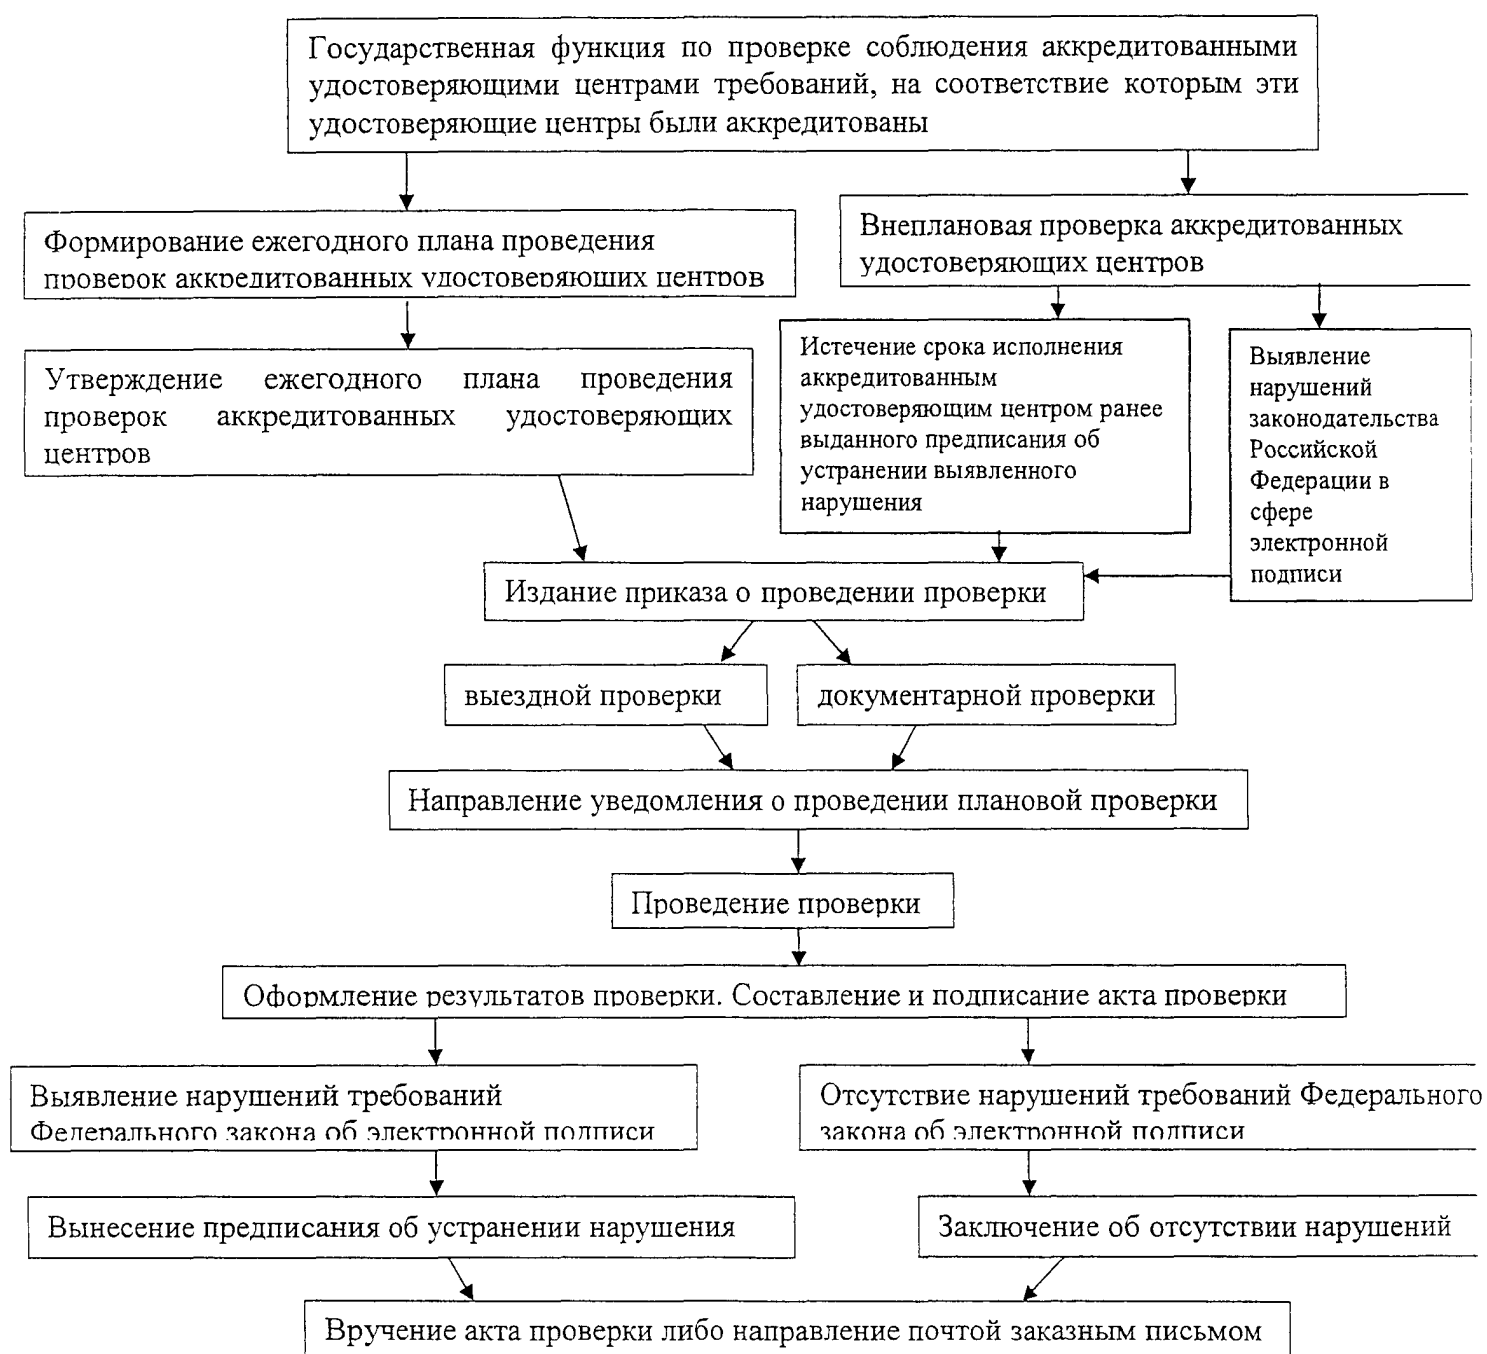 Государственная функция по проверке соблюдения аккредитованными
удостоверяющими центрами требований, на соответствие которым эти
удостоверяющие центры были аккредитованы
Формирование ежегодного плана проведения
проверок аккредитованных удостоверяющих центров
Внеплановая проверка аккредитованных
удостоверяющих центров
Утверждение ежегодного плана проведения
проверок аккредитованных удостоверяющих
центров
Истечение срока исполнения
аккредитованным
удостоверяющим центром ранее
выданного предписания об
устранении выявленного
нарушения
Выявление
нарушений
законодательства
Российской
Федерации в
сфере
электронной
подписи
Издание приказа о проведении проверки
выездной проверки
документарной проверки
Направление уведомления о проведении плановой проверки
Проведение проверки
Оформление результатов проверки. Составление и подписание акта проверки
Выявление нарушений требований
Федерального закона об электронной подписи
Отсутствие нарушений требований Федерального
закона об электронной подписи
Вынесение предписания об устранении нарушения
Заключение об отсутствии нарушений
Вручение акта проверки либо направление почтой заказным письмом